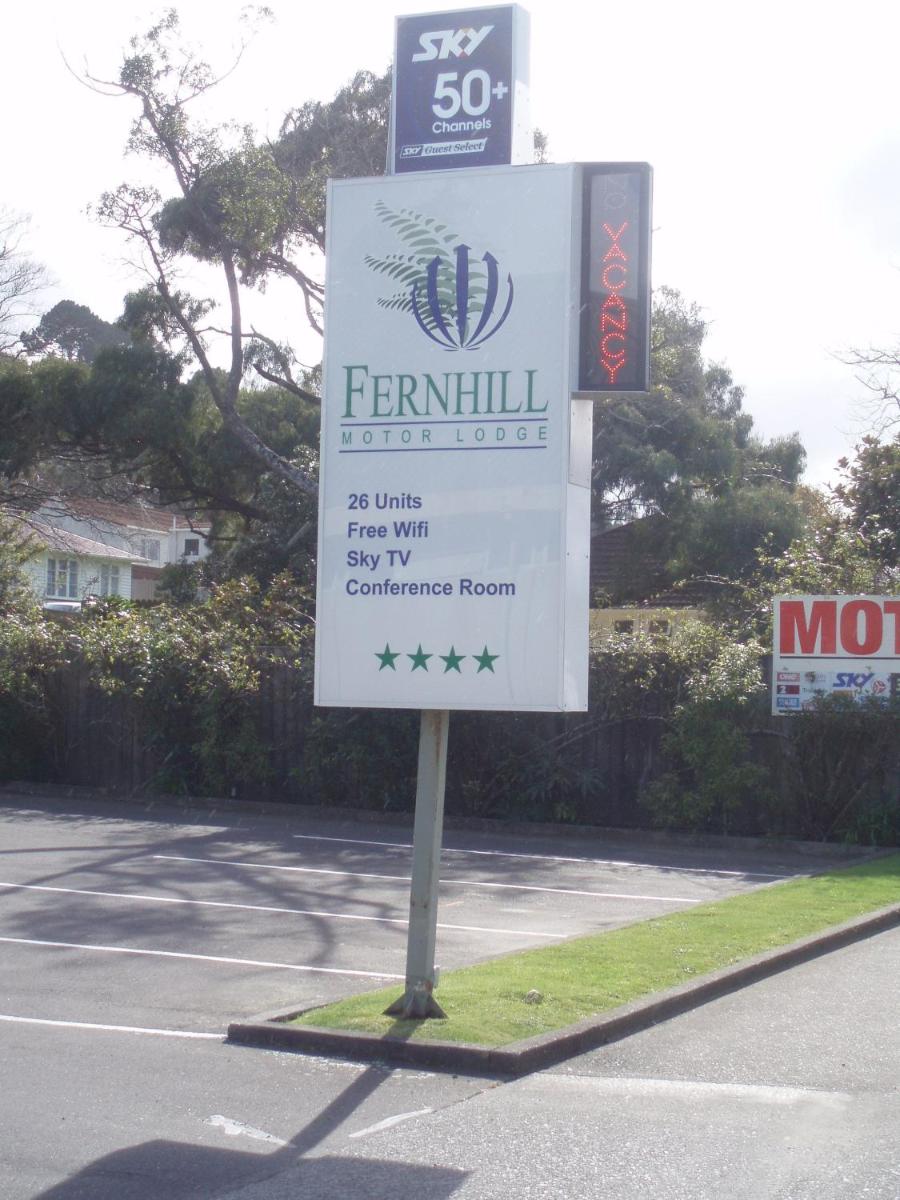 SKY
50+
Channels
SKY Guest Select
NO VACANCY
FERNHILL
MOTOR LODGE
26 Units
Free Wifi
Sky TV
Conference Room
MOT
2
SKY